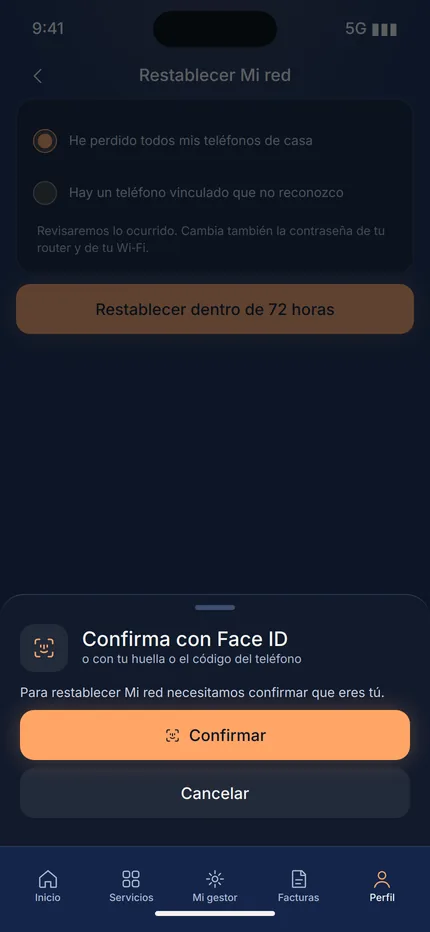 9:41
5G
Restablecer Mi red
He perdido todos mis teléfonos de casa
Hay un teléfono vinculado que no reconozco
Revisaremos lo ocurrido. Cambia también la contraseña de tu
router y de tu Wi-Fi.
Restablecer dentro de 72 horas
Confirma con Face ID
o con tu huella o el código del teléfono
Para restablecer Mi red necesitamos confirmar que eres tú.
Confirmar
Cancelar
Inicio
Servicios
Mi gestor
Facturas
Perfil